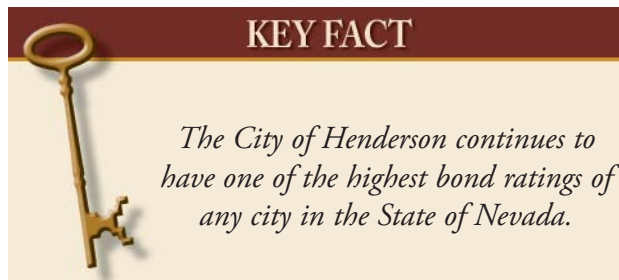 KEY FACT
The City of Henderson continues to
have one of the highest bond ratings of
any city in the State of Nevada.